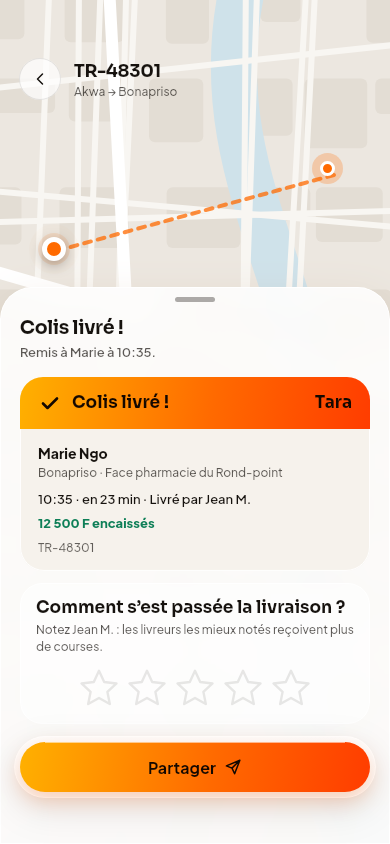 TR-48301
Akwa → Bonapriso
Colis livré !
Remis à Marie à 10:35.
Colis livré ! Tara
Marie Ngo
Bonapriso · Face pharmacie du Rond-point
10:35 · en 23 min · Livré par Jean M.
12 500 F encaissés
TR-48301
Comment s’est passée la livraison ?
Notez Jean M. : les livreurs les mieux notés reçoivent plus
de courses.
Partager